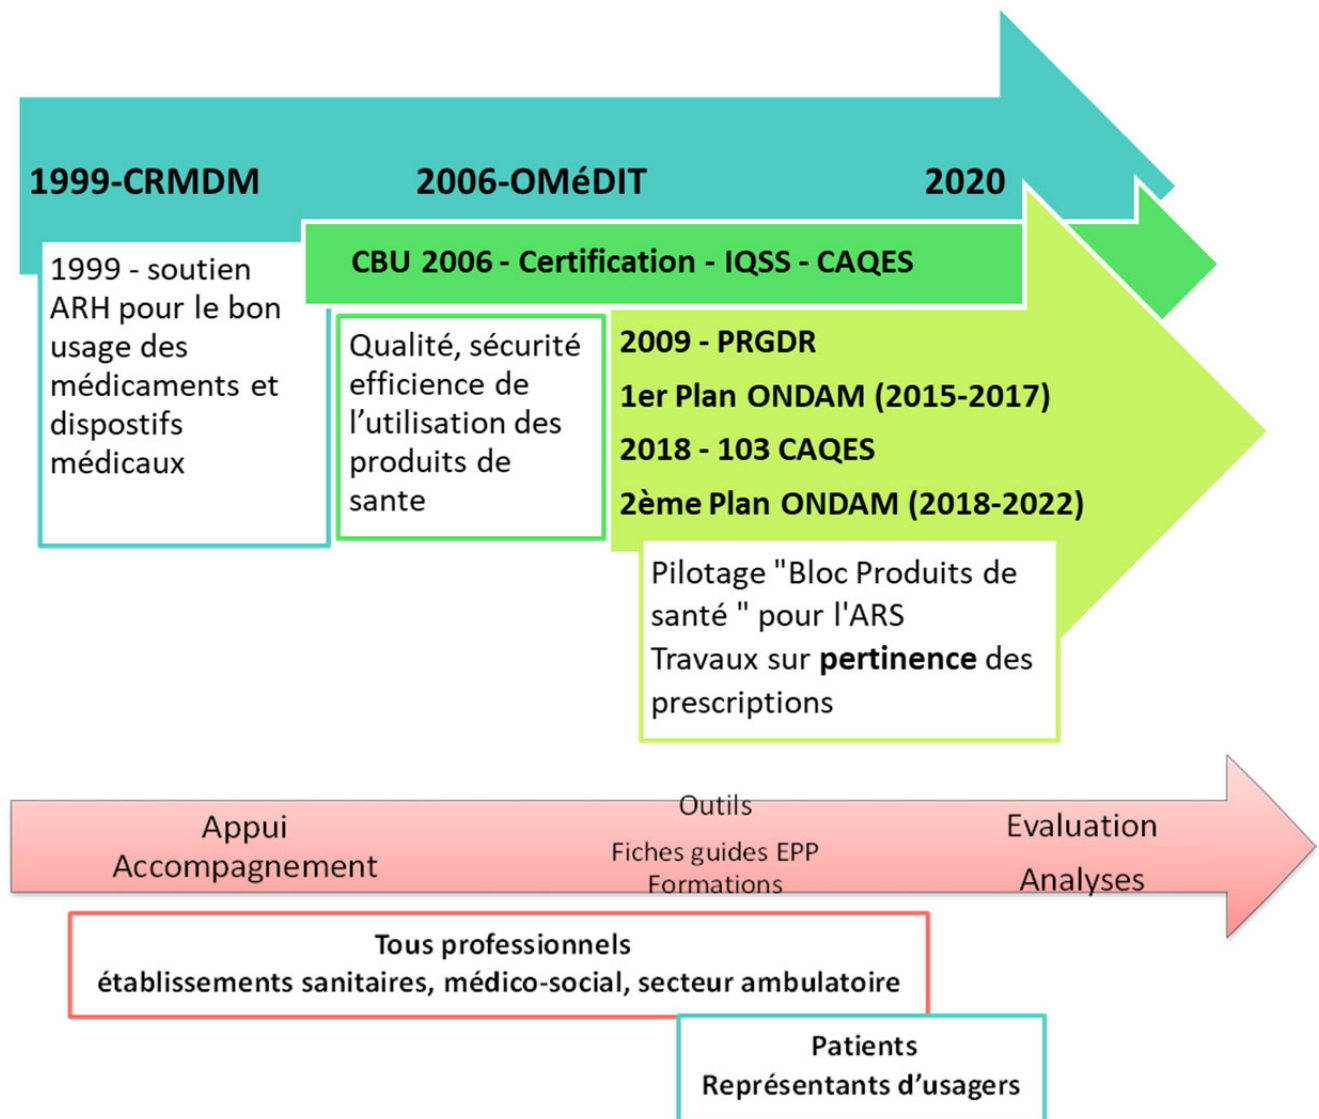 1999-CRMDM
2006-OMéDIT
2020
CBU 2006 - Certification - IQSS - CAQES
1999 - soutien
ARH pour le bon
usage des
médicaments et
dispostifs
médicaux
Qualité, sécurité
efficience de
l’utilisation des
produits de
sante
2009 - PRGDR
1er Plan ONDAM (2015-2017)
2018 - 103 CAQES
2ème Plan ONDAM (2018-2022)
Pilotage "Bloc Produits de
santé " pour l'ARS
Travaux sur pertinence des
prescriptions
Appui
Accompagnement
Outils
Fiches guides EPP
Formations
Evaluation
Analyses
Tous professionnels
établissements sanitaires, médico-social, secteur ambulatoire
Patients
Représentants d’usagers